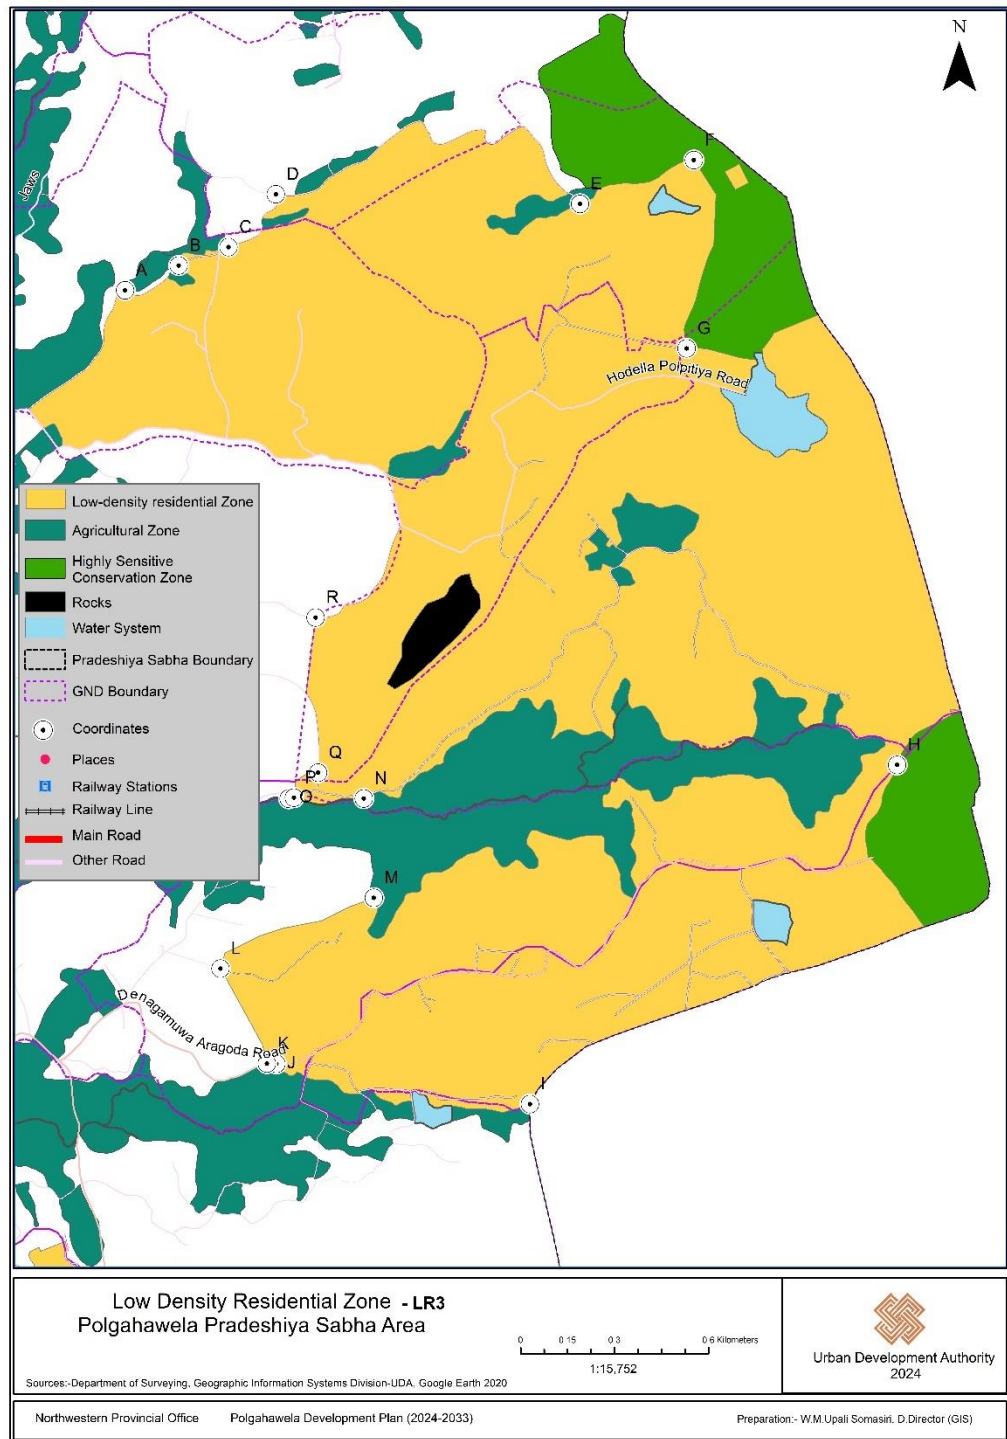 N
F
D
E
Jaws
C
B
A
G
Hodella Polpitiya Road
Low-density residential Zone
Agricultural Zone
Highly Sensitive
Conservation Zone
Rocks
Water System
Pradeshiya Sabha Boundary
GND Boundary
Coordinates
Places
Railway Stations
Railway Line
Main Road
Other Road
R
Q
H
P
N
O
M
L
Denagamuwa Aragoda Road
K
J
I
Low Density Residential Zone - LR3
Polgahawela Pradeshiya Sabha Area
0 0 15 0 3 0 6 Kilometers
1:15,752
Sources:-Department of Surveying, Geographic Information Systems Division-UDA, Google Earth 2020
Urban Development Authority
2024
Northwestern Provincial Office Polgahawela Development Plan (2024-2033) Preparation:- W.M.Upali Somasiri. D.Director (GIS)